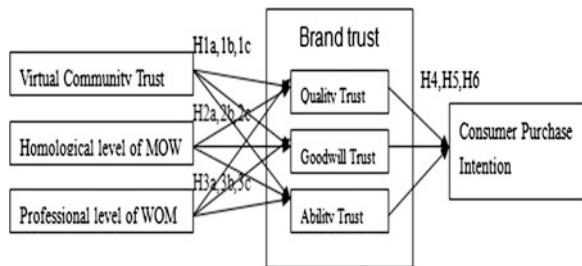 Brand trust
H1a,1b,1c
Virtual Community Trust
Quality Trust
H4,H5,H6
H2a,2b,2c
Homological level of MOW
Goodwill Trust
Consumer Purchase
Intention
H3a,3b,3c
Professional level of WOM
Ability Trust